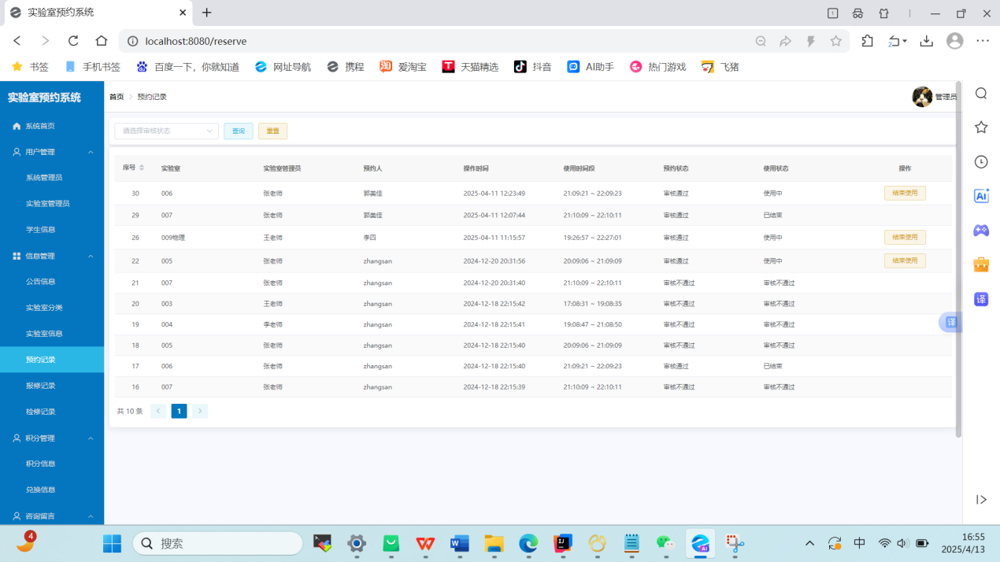 实验室预约系统
localhost:8080/reserve
书签 手机书签 百度一下，你就知道 网址导航 携程 爱淘宝 天猫精选 抖音 AI助手 热门游戏 飞猪
实验室预约系统
首页 预约记录 管理员
系统首页
用户管理
系统管理员
实验室管理员
学生信息
信息管理
公告信息
实验室分类
实验室信息
预约记录
报修记录
检修记录
积分管理
积分信息
兑换信息
咨询留言
请选择审核状态 查询 重置
序号 实验室 实验室管理员 预约人 操作时间 使用时间段 预约状态 使用状态 操作
30 006 张老师 郭美佳 2025-04-11 12:23:49 21:09:21 ~ 22:09:23 审核通过 使用中 结束使用
29 007 张老师 郭美佳 2025-04-11 12:07:44 21:10:09 ~ 22:10:11 审核通过 已结束
26 009物理 王老师 李四 2025-04-11 11:15:57 19:26:57 ~ 22:27:01 审核通过 使用中 结束使用
22 005 张老师 zhangsan 2024-12-20 20:31:56 20:09:06 ~ 21:09:09 审核通过 使用中 结束使用
21 007 张老师 zhangsan 2024-12-20 20:31:40 21:10:09 ~ 22:10:11 审核不通过 审核不通过
20 003 王老师 zhangsan 2024-12-18 22:15:42 17:08:31 ~ 19:08:35 审核不通过 审核不通过
19 004 李老师 zhangsan 2024-12-18 22:15:41 19:08:47 ~ 21:08:50 审核不通过 审核不通过
18 005 张老师 zhangsan 2024-12-18 22:15:40 20:09:06 ~ 21:09:09 审核不通过 审核不通过
17 006 张老师 zhangsan 2024-12-18 22:15:40 21:09:21 ~ 22:09:23 审核通过 已结束
16 007 张老师 zhangsan 2024-12-18 22:15:39 21:10:09 ~ 22:10:11 审核不通过 审核不通过
共 10 条 1
AI
译
译
4
搜索
中
16:55
2025/4/13